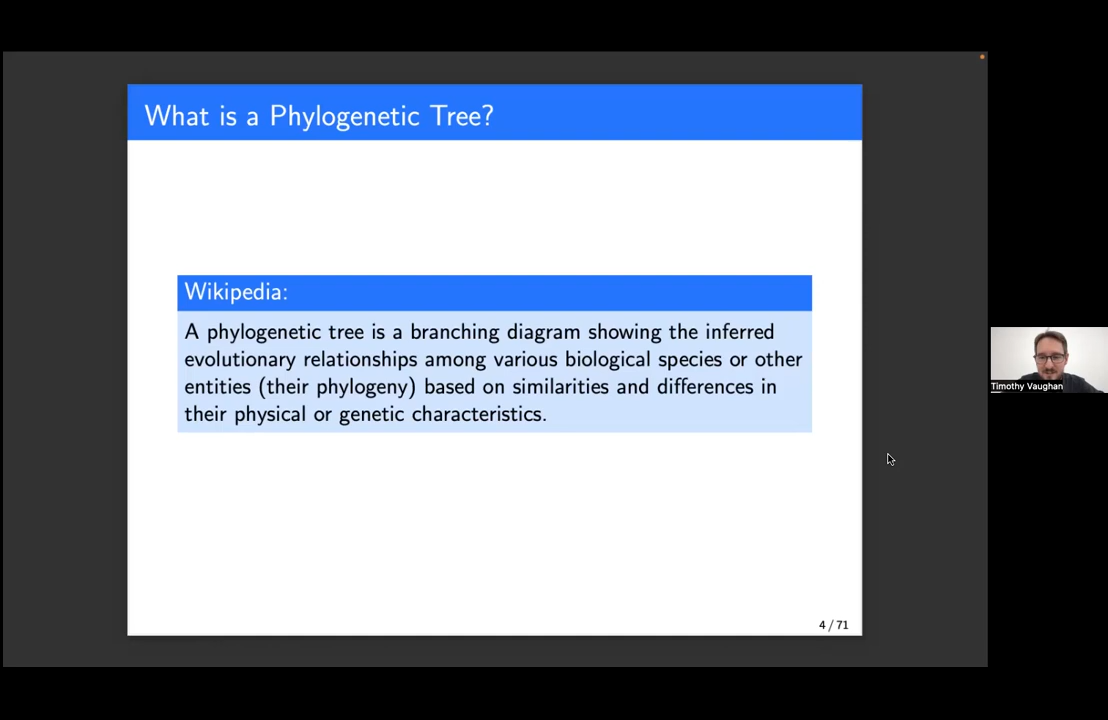 What is a Phylogenetic Tree?
Wikipedia:
A phylogenetic tree is a branching diagram showing the inferred
evolutionary relationships among various biological species or other
entities (their phylogeny) based on similarities and differences in
their physical or genetic characteristics.
4 / 71
Timothy Vaughan